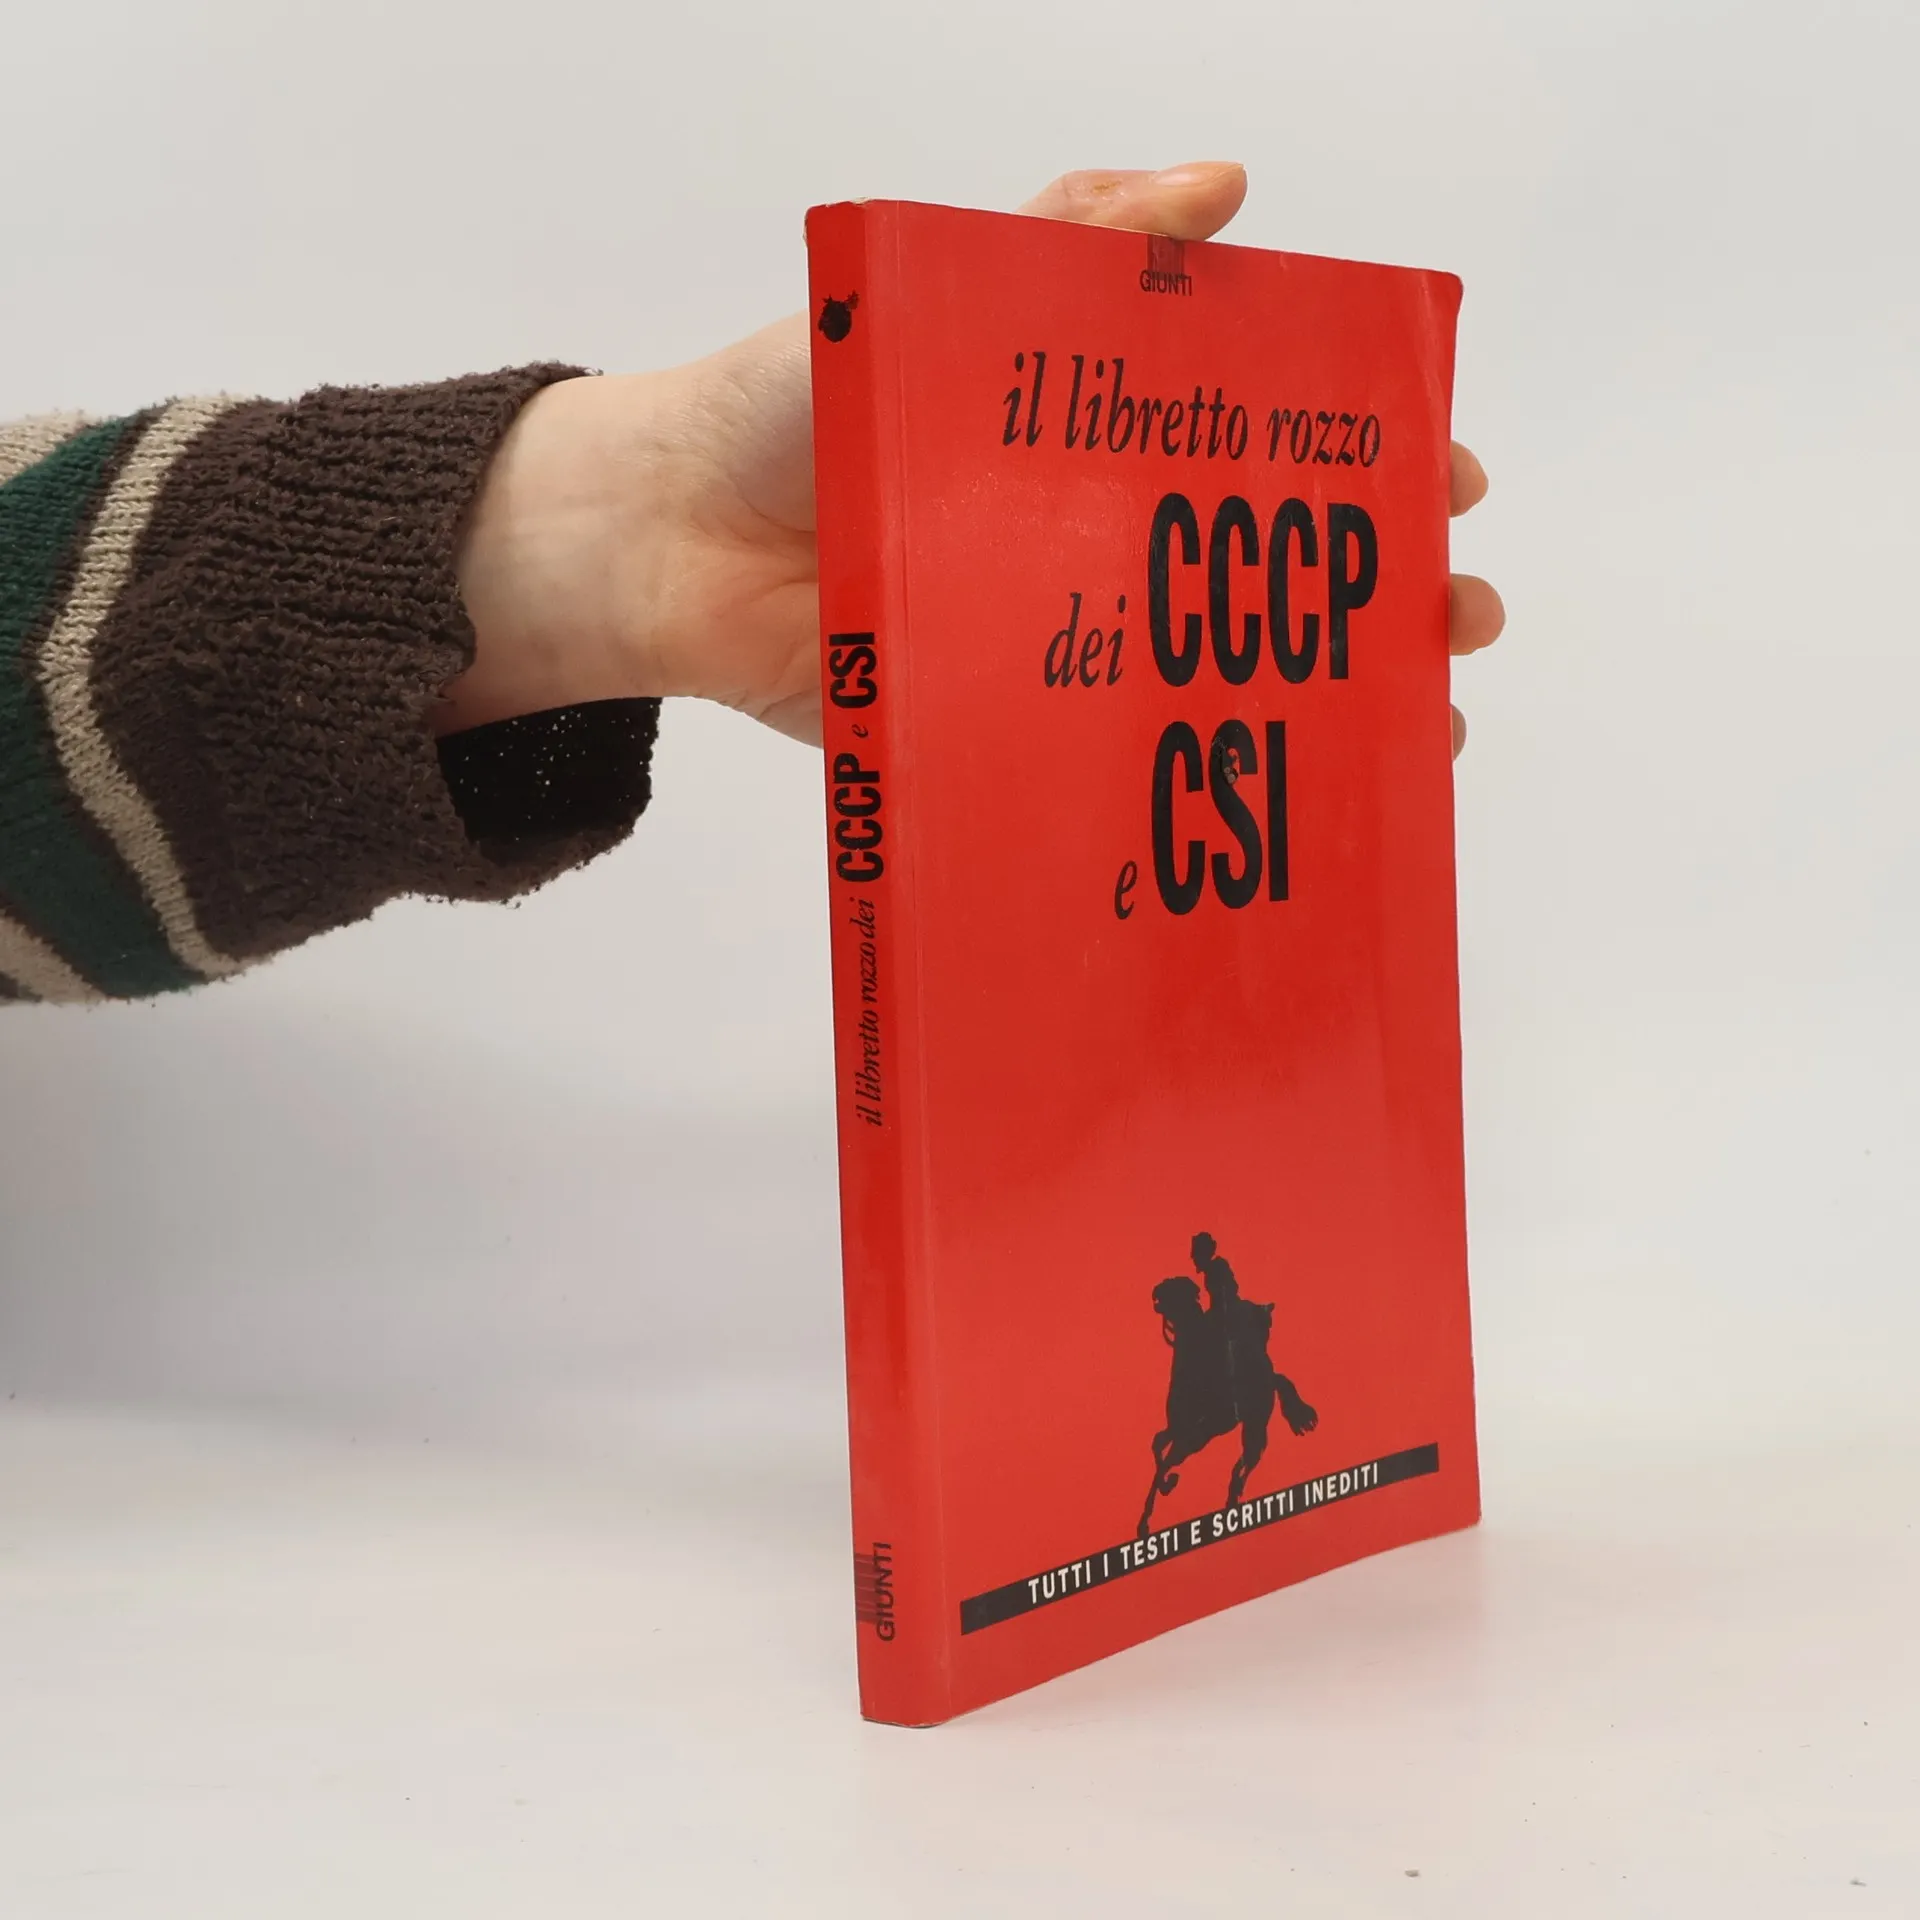 GIUNTI
il libretto rozzo
dei CCCP
e CSI
TUTTI I TESTI E SCRITTI INEDITI
il libretto rozzo dei CCCP e CSI
GIUNTI